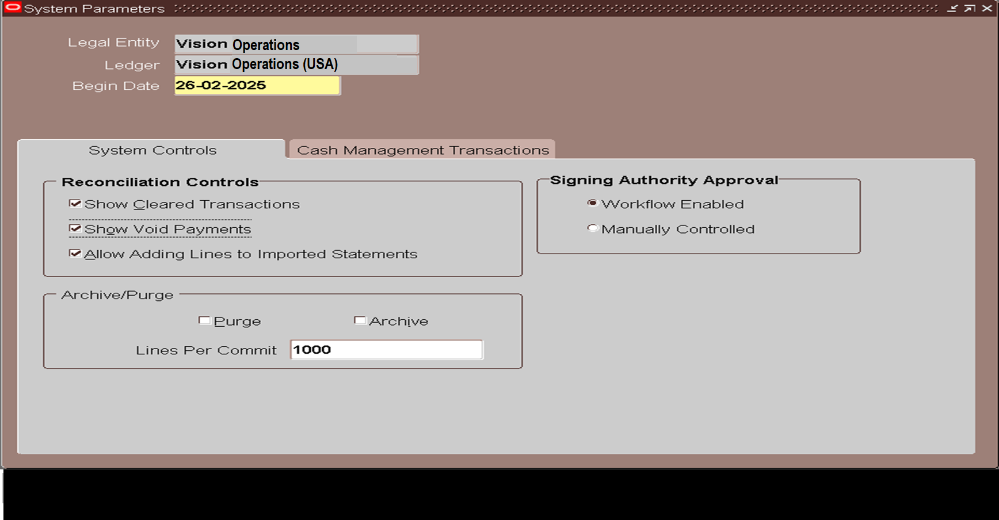 System Parameters
Legal Entity Vision Operations
Ledger Vision Operations (USA)
Begin Date 26-02-2025
System Controls Cash Management Transactions
Reconciliation Controls
Show Cleared Transactions
Show Void Payments
Allow Adding Lines to Imported Statements
Signing Authority Approval
Workflow Enabled
Manually Controlled
Archive/Purge
Purge Archive
Lines Per Commit 1000